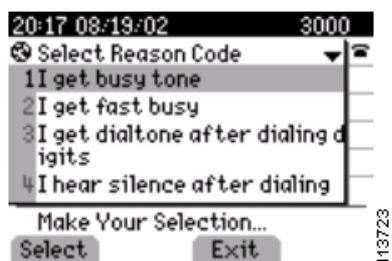 20:17 08/19/02 3000
Select Reason Code
1 I get busy tone
2 I get fast busy
3 I get dialtone after dialing d
igits
4 I hear silence after dialing
Make Your Selection...
Select Exit
113723